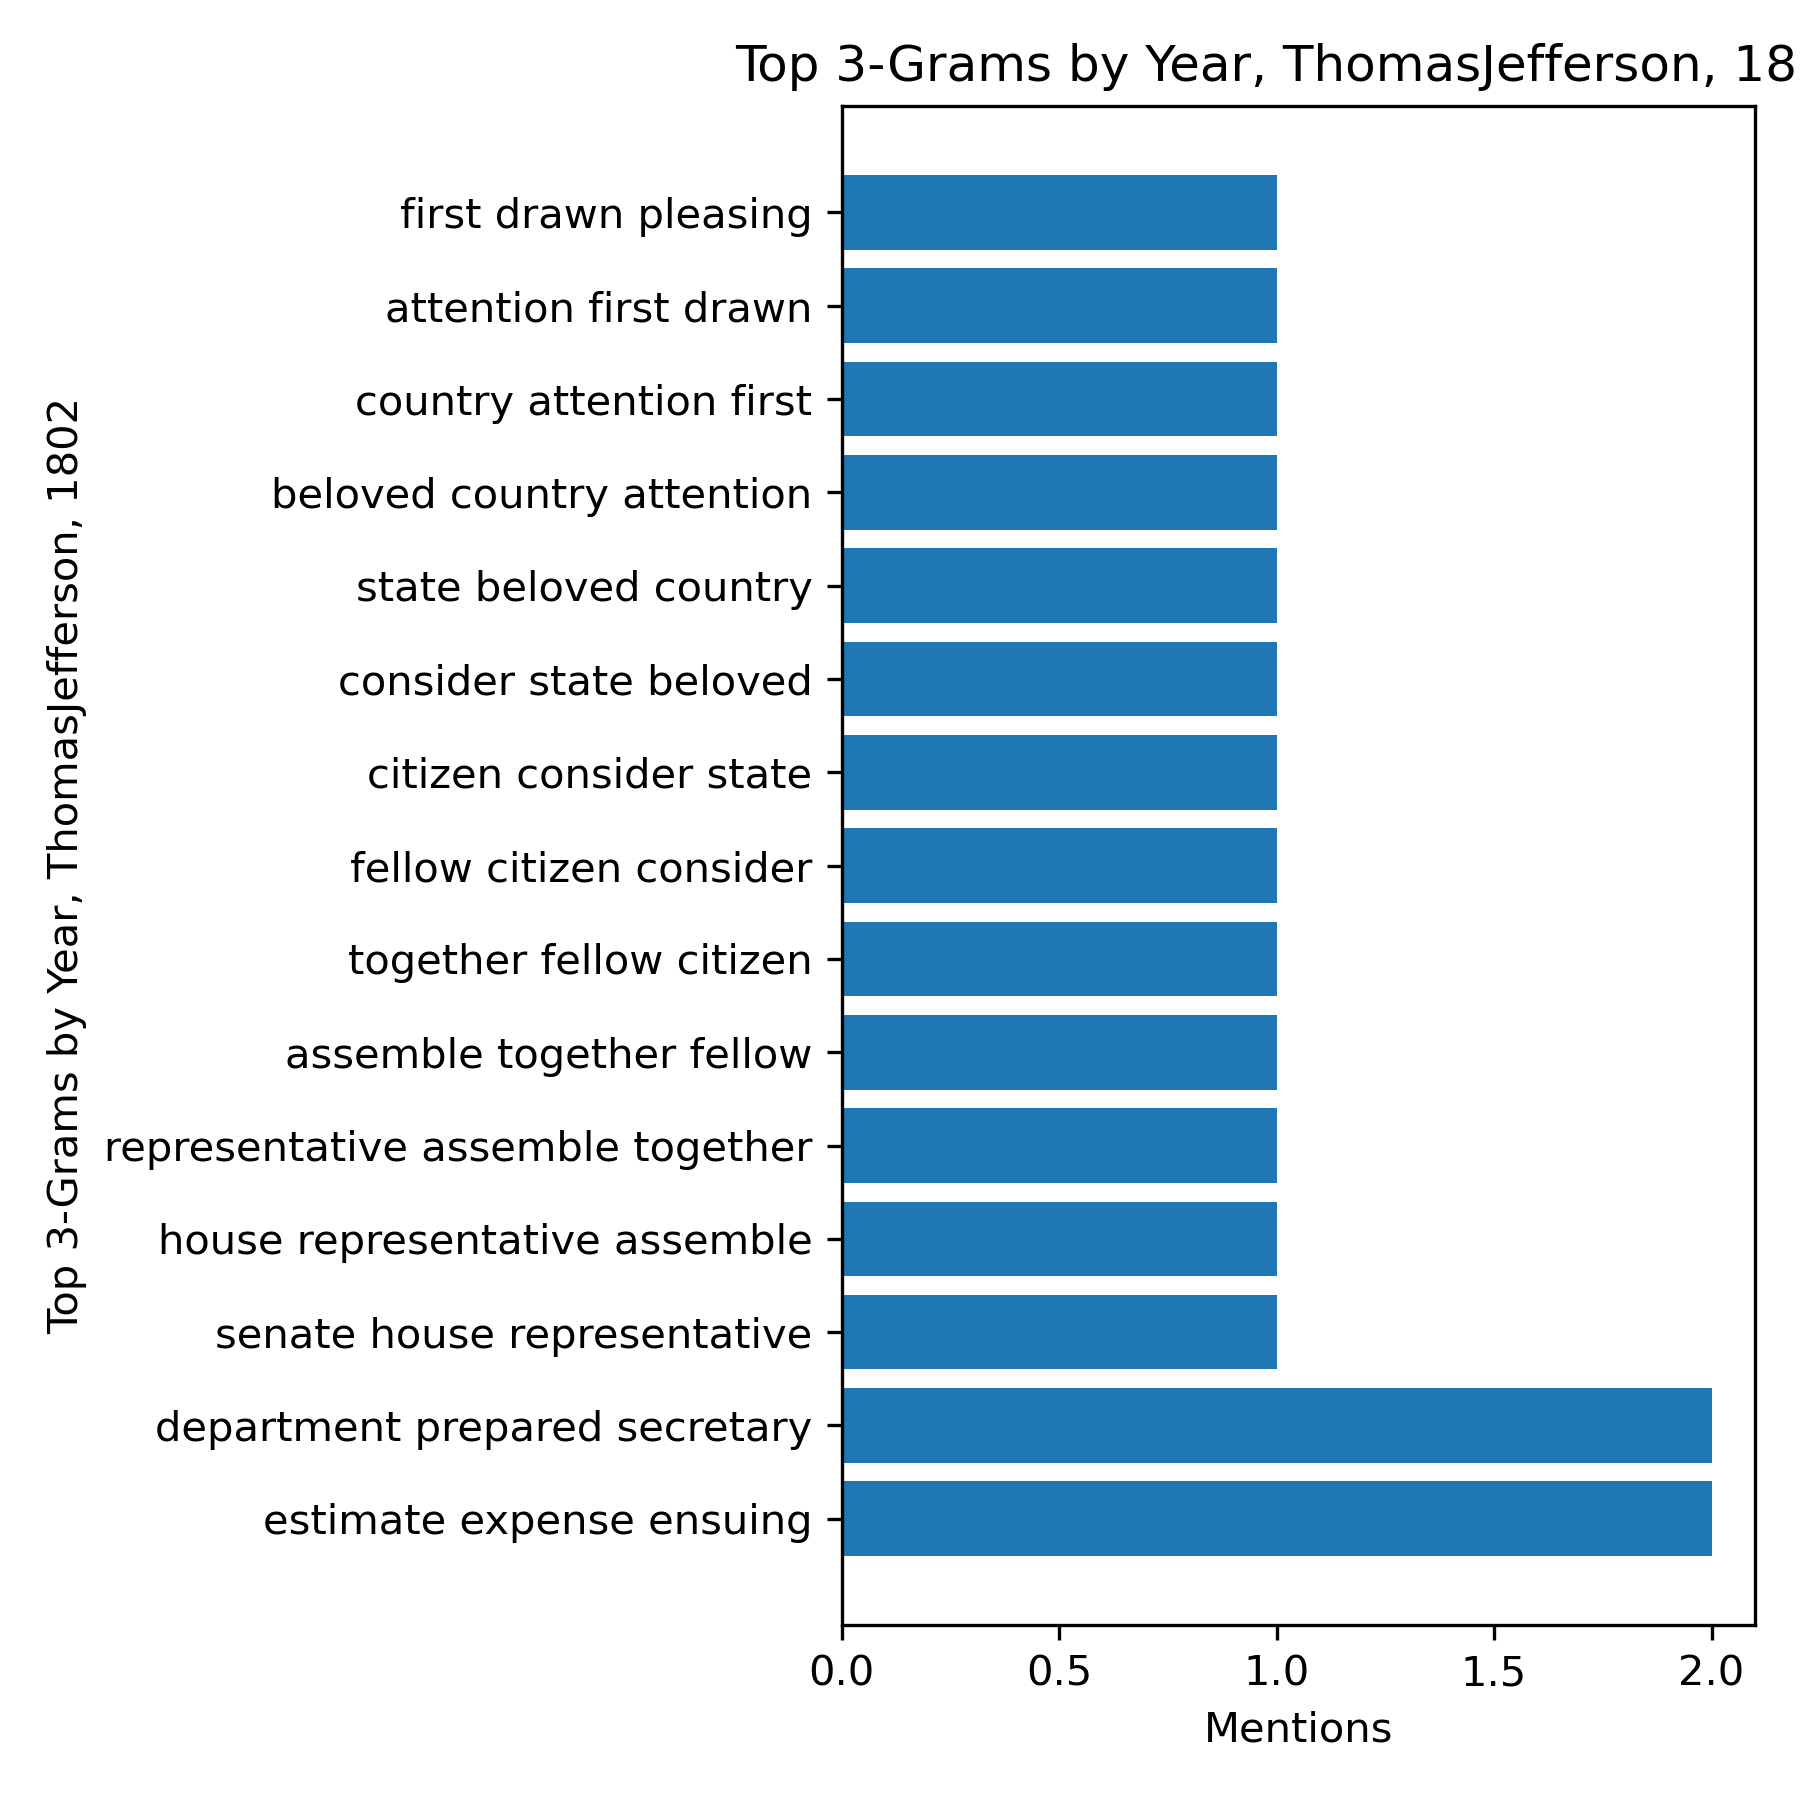 Top 3-Grams by Year, ThomasJefferson, 18
Top 3-Grams by Year, ThomasJefferson, 1802
first drawn pleasing
attention first drawn
country attention first
beloved country attention
state beloved country
consider state beloved
citizen consider state
fellow citizen consider
together fellow citizen
assemble together fellow
representative assemble together
house representative assemble
senate house representative
department prepared secretary
estimate expense ensuing
0.0 0.5 1.0 1.5 2.0
Mentions